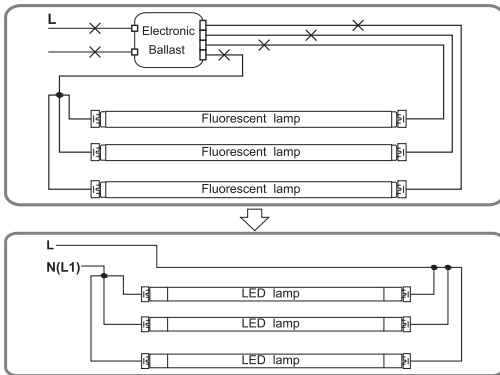 L
Electronic
Ballast
Fluorescent lamp
Fluorescent lamp
Fluorescent lamp
L
N(L1)
LED lamp
LED lamp
LED lamp